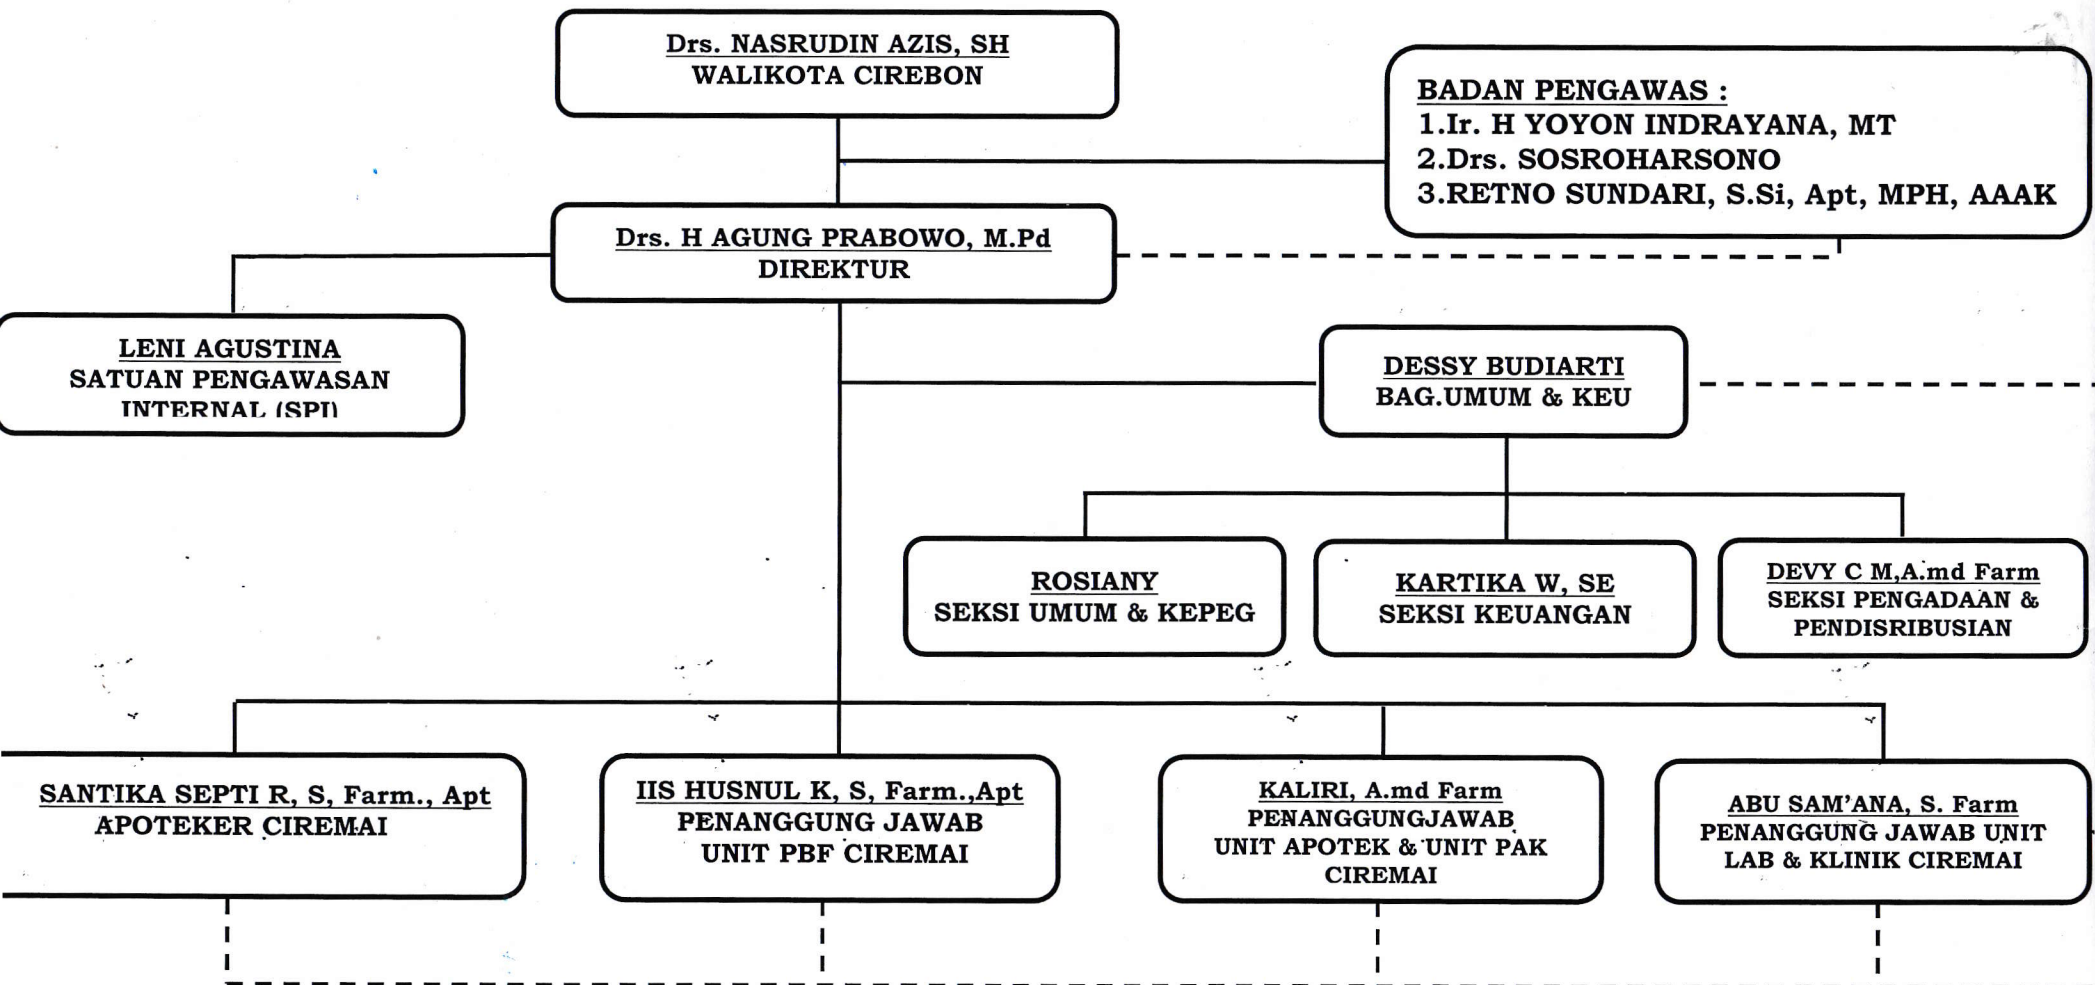 Drs. NASRUDIN AZIS, SH
WALIKOTA CIREBON
BADAN PENGAWAS :
1.Ir. H YOYON INDRAYANA, MT
2.Drs. SOSROHARSONO
3.RETNO SUNDARI, S.Si, Apt, MPH, AAAK
Drs. H AGUNG PRABOWO, M.Pd
DIREKTUR
LENI AGUSTINA
SATUAN PENGAWASAN
INTERNAL (SPI)
DESSY BUDIARTI
BAG.UMUM & KEU
ROSIANY
SEKSI UMUM & KEPEG
KARTIKA W, SE
SEKSI KEUANGAN
DEVY C M,A.md Farm
SEKSI PENGADAAN &
PENDISRIBUSIAN
SANTIKA SEPTI R, S, Farm., Apt
APOTEKER CIREMAI
IIS HUSNUL K, S, Farm.,Apt
PENANGGUNG JAWAB
UNIT PBF CIREMAI
KALIRI, A.md Farm
PENANGGUNGJAWAB
UNIT APOTEK & UNIT PAK
CIREMAI
ABU SAM'ANA, S. Farm
PENANGGUNG JAWAB UNIT
LAB & KLINIK CIREMAI